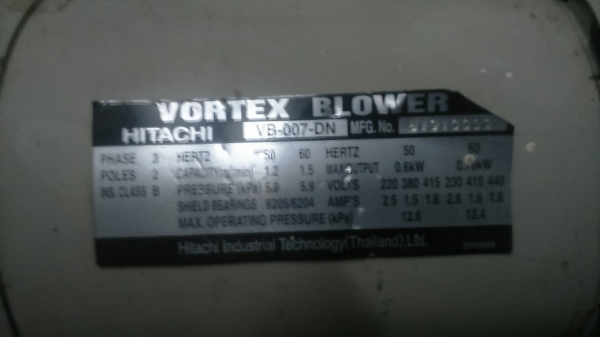 VORTEX BLOWER
HITACHI VB-007-DN MFG. No.
PHASE 3 HERTZ 50 60 HERTZ 50 60
POLES 2 CAPACITY(m³/min) 1.2 1.5 MAX.OUTPUT 0.6kW
INS. CLASS B PRESSURE (kPa) 5.9 5.9 VOLTS 220 380 415 230 415 440
SHIELD BEARINGS 6205/6204 AMP'S 2.5 1.5 1.6 2.8 1.6 1.6
MAX. OPERATING PRESSURE (kPa) 12.6 13.4
Hitachi Industrial Technology(Thailand),Ltd.